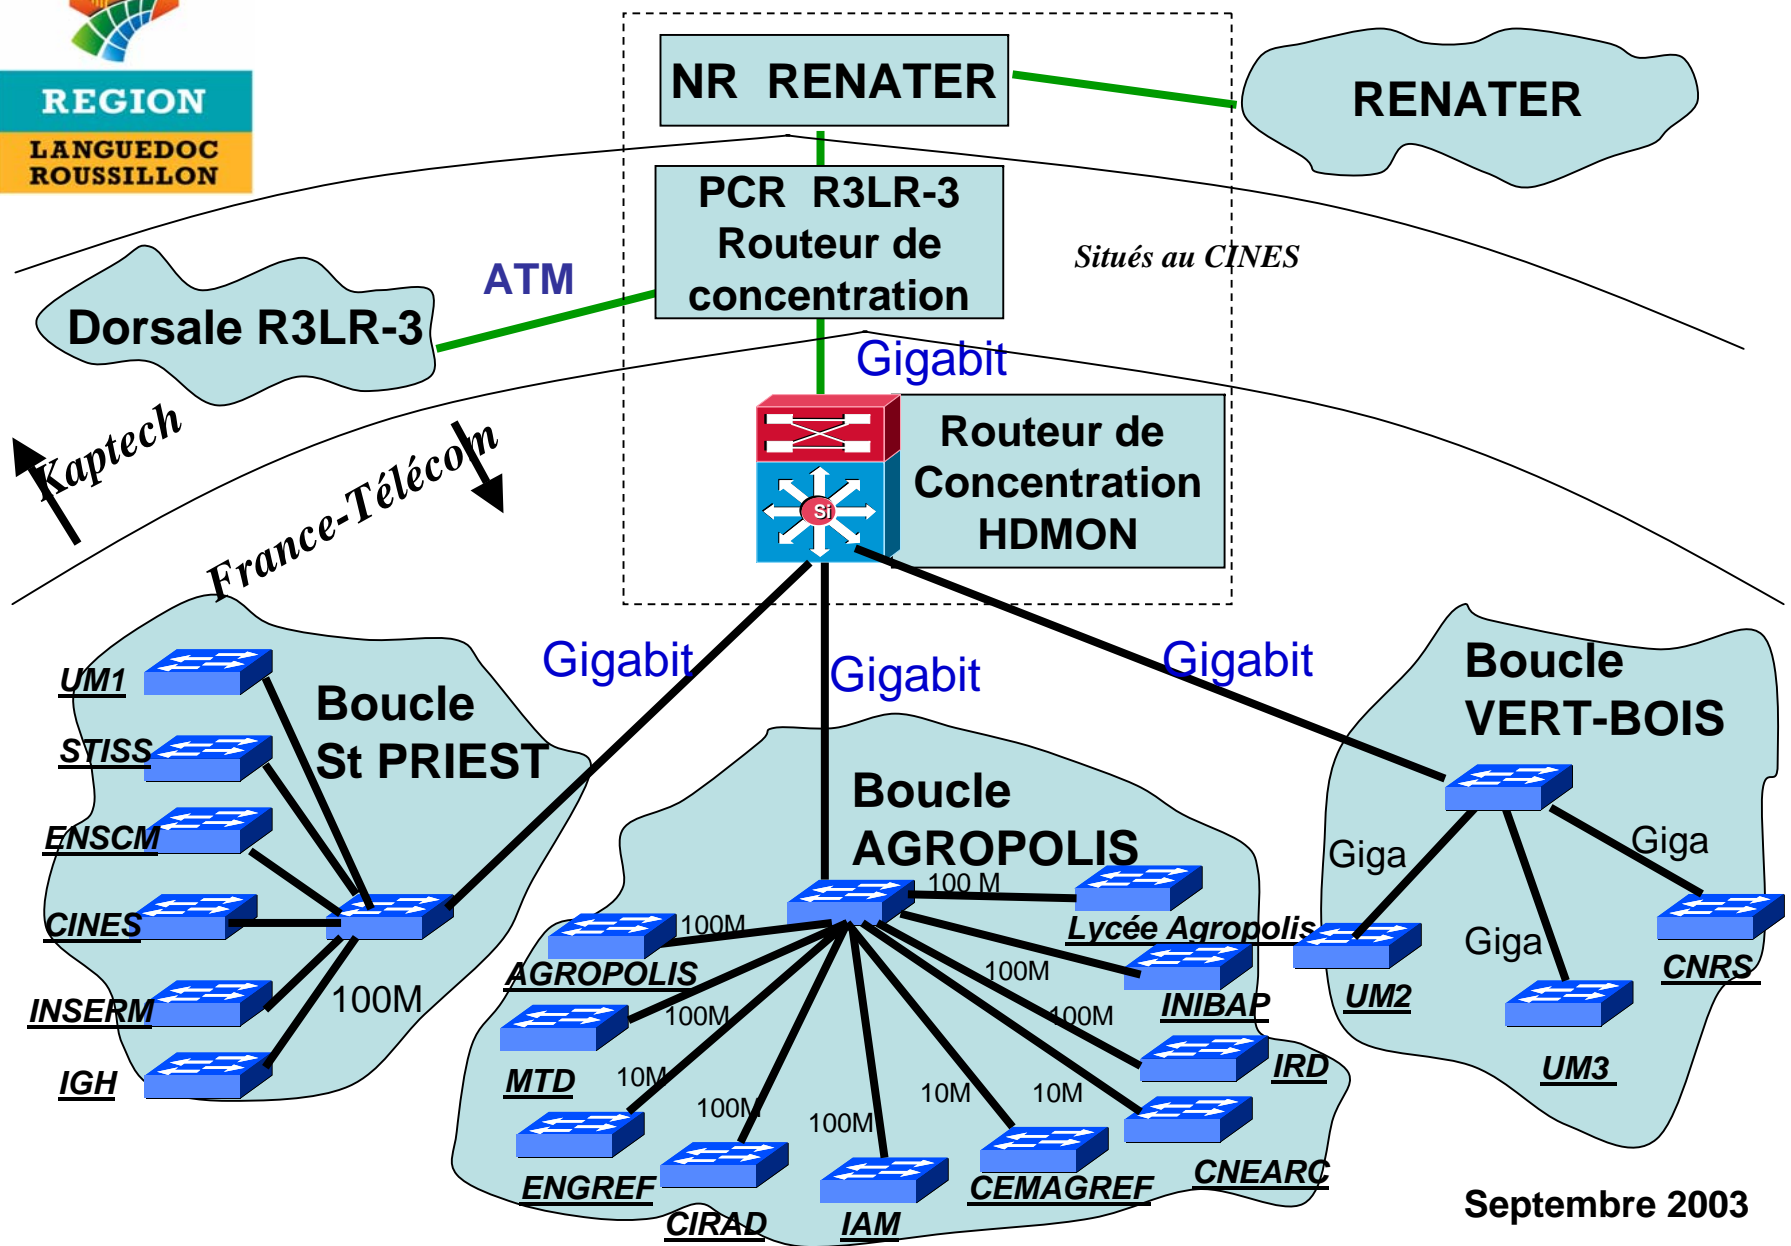 REGION
LANGUEDOC
ROUSSILLON
NR RENATER
RENATER
PCR R3LR-3
Routeur de
concentration
Situés au CINES
ATM
Dorsale R3LR-3
Gigabit
Kaptech
France-Télécom
Routeur de
Concentration
HDMON
Si
Gigabit
Gigabit
Gigabit
Boucle
St PRIEST
UM1
STISS
ENSCM
CINES
INSERM
IGH
100M
Boucle
AGROPOLIS
100 M
Lycée Agropolis
100M
AGROPOLIS
100M
INIBAP
100M
MTD
100M
IRD
10M
ENGREF
100M
CIRAD
100M
IAM
10M
CEMAGREF
10M
CNEARC
Boucle
VERT-BOIS
Giga
Giga
Giga
UM2
UM3
CNRS
Septembre 2003